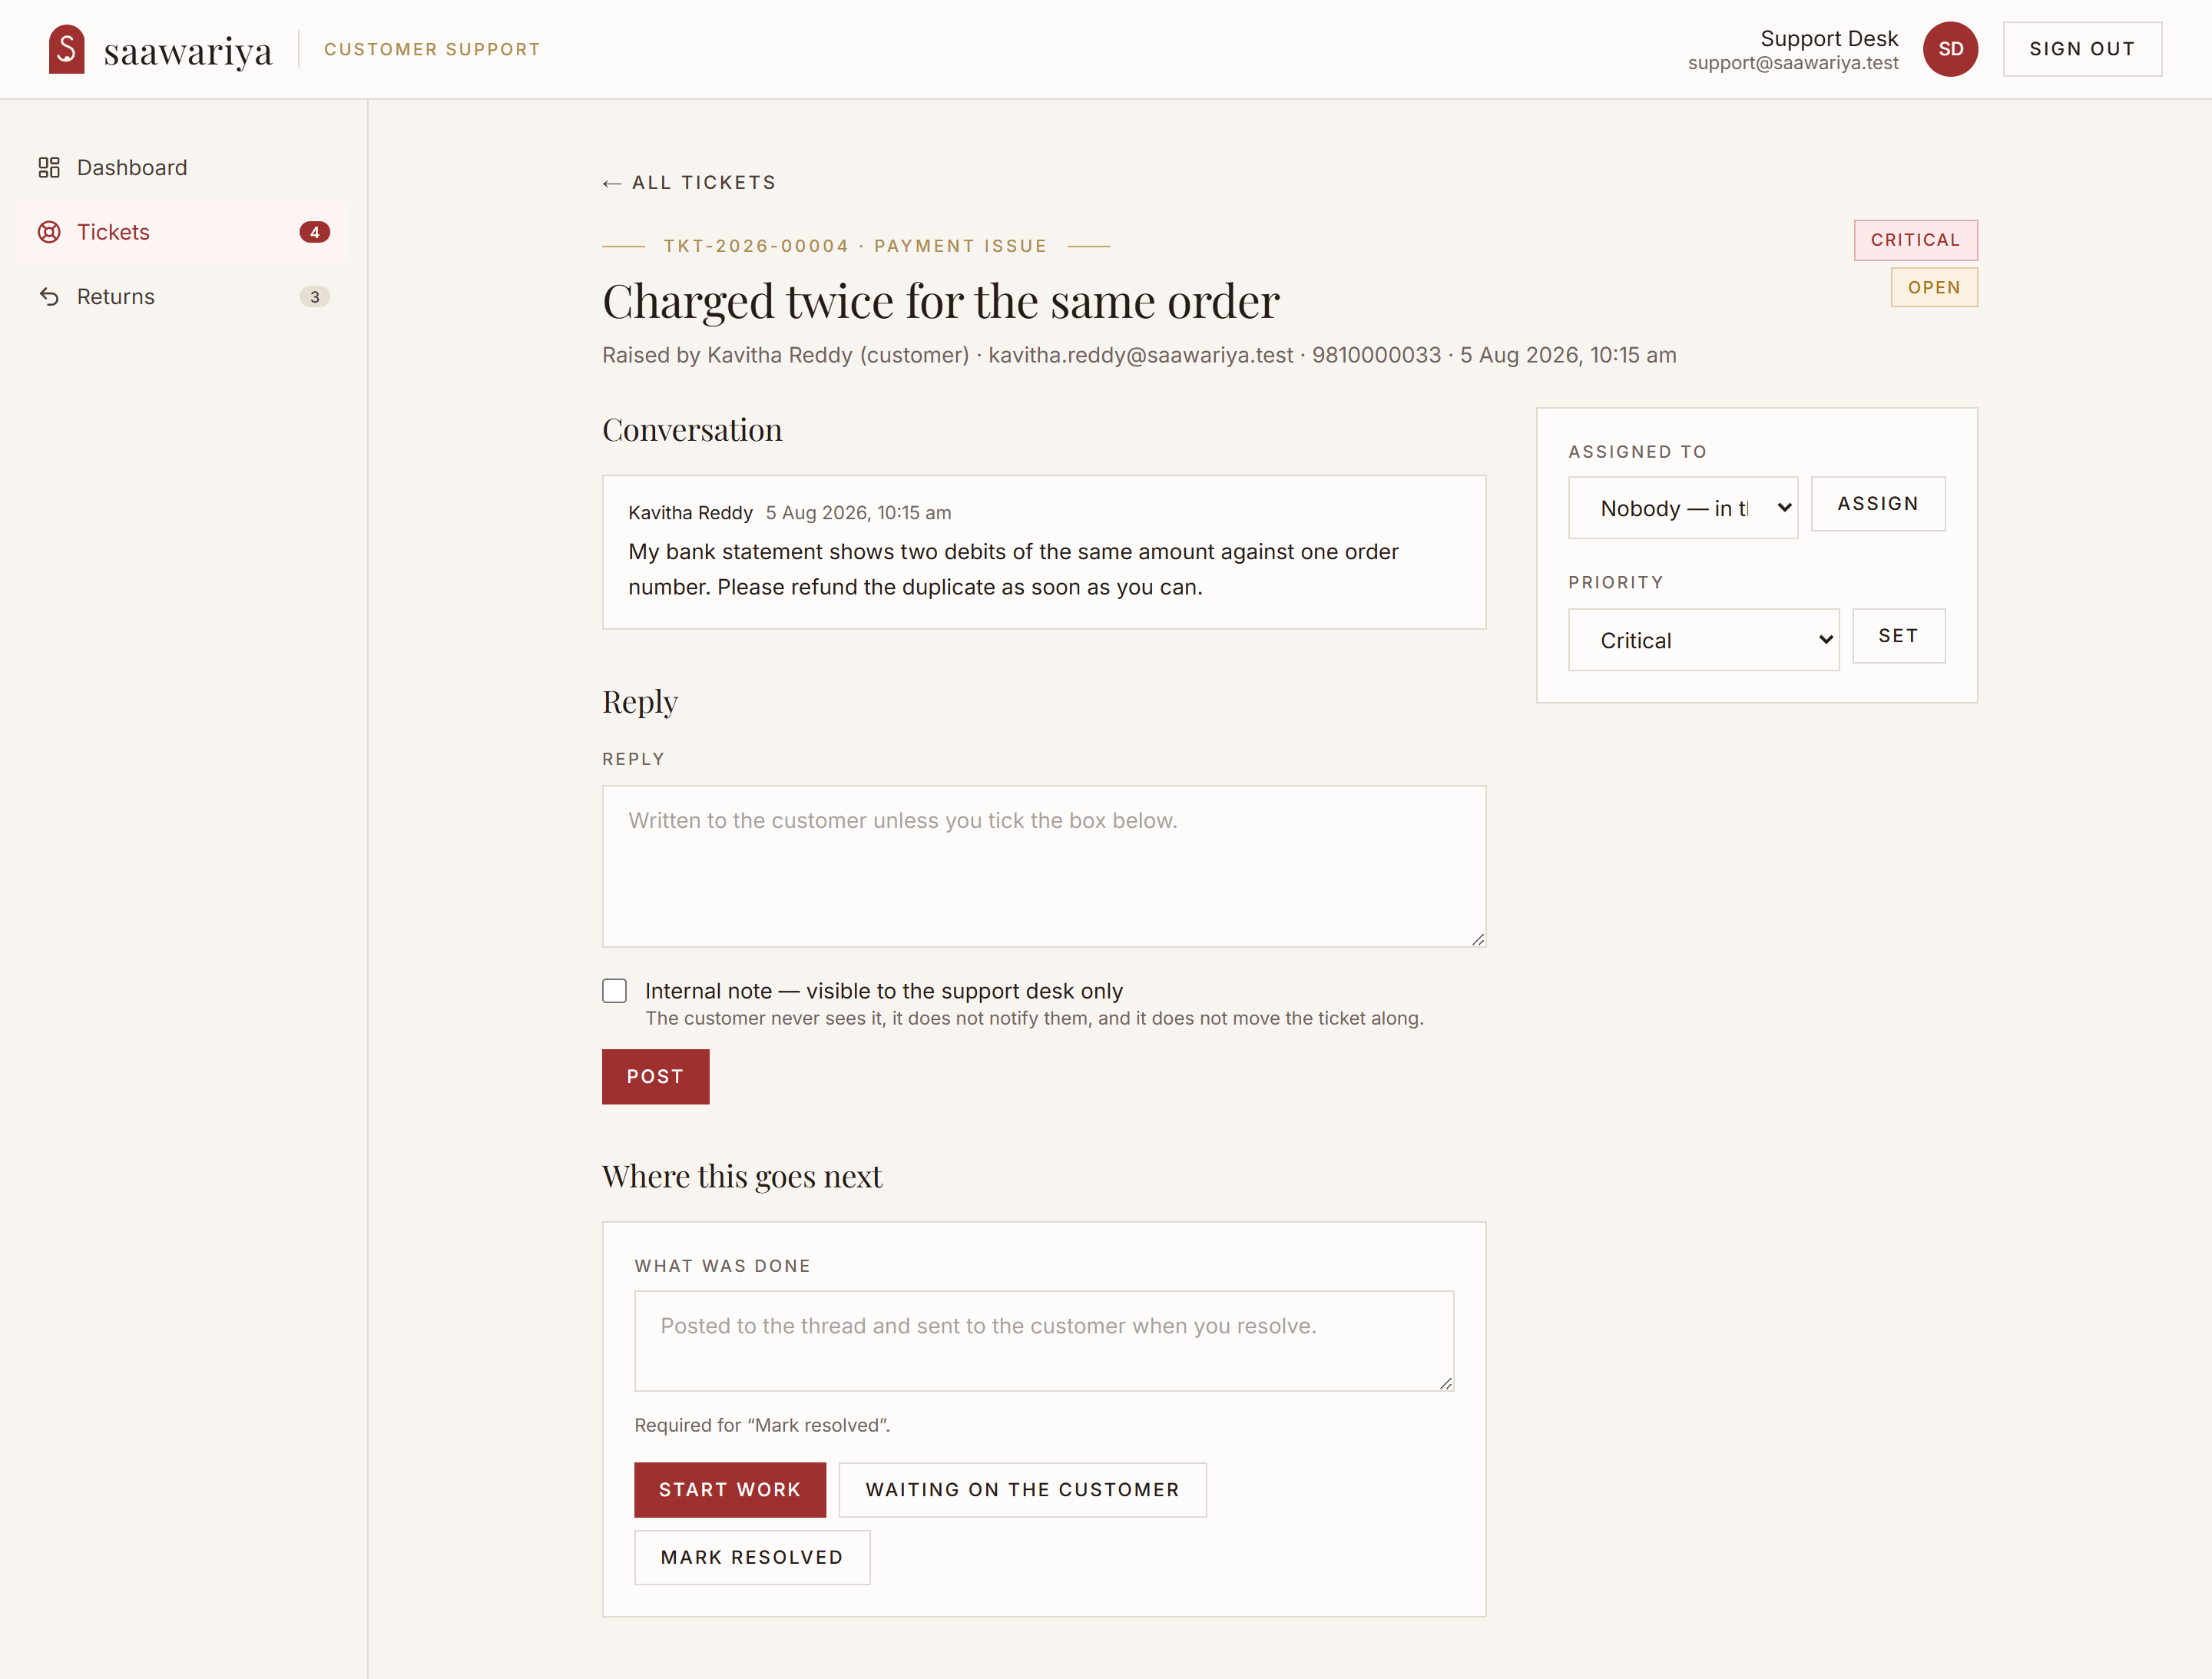 saawariya
CUSTOMER SUPPORT
Support Desk
support@saawariya.test
SD
SIGN OUT
Dashboard
Tickets 4
Returns 3
← ALL TICKETS
TKT-2026-00004 · PAYMENT ISSUE
CRITICAL
OPEN
Charged twice for the same order
Raised by Kavitha Reddy (customer) · kavitha.reddy@saawariya.test · 9810000033 · 5 Aug 2026, 10:15 am
Conversation
Kavitha Reddy 5 Aug 2026, 10:15 am
My bank statement shows two debits of the same amount against one order
number. Please refund the duplicate as soon as you can.
ASSIGNED TO
Nobody — in t
ASSIGN
PRIORITY
Critical
SET
Reply
REPLY
Written to the customer unless you tick the box below.
Internal note — visible to the support desk only
The customer never sees it, it does not notify them, and it does not move the ticket along.
POST
Where this goes next
WHAT WAS DONE
Posted to the thread and sent to the customer when you resolve.
Required for “Mark resolved”.
START WORK
WAITING ON THE CUSTOMER
MARK RESOLVED